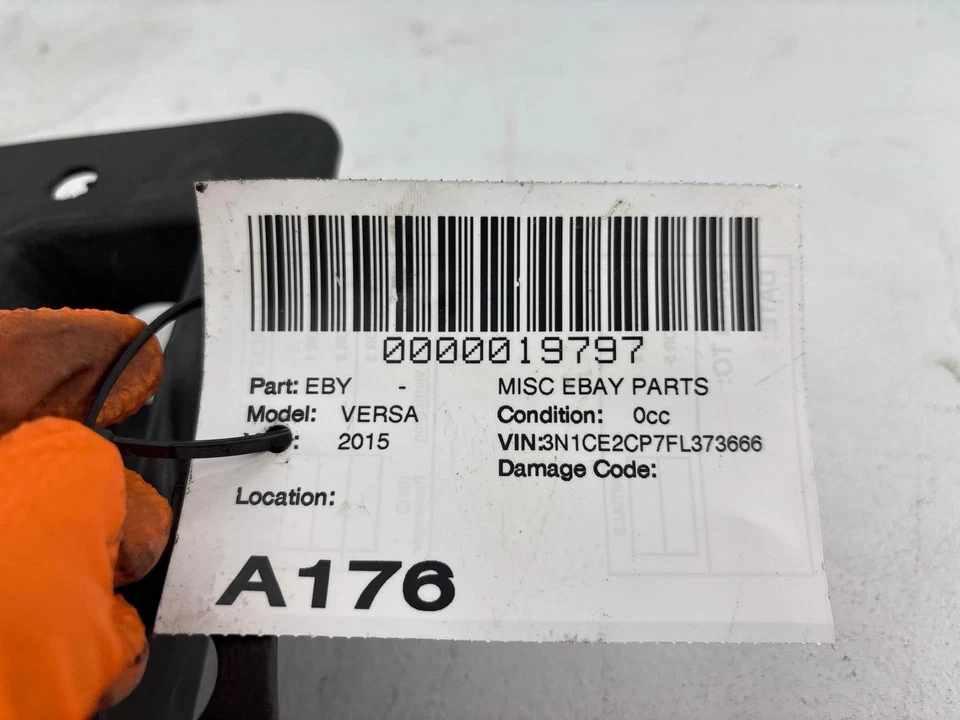 0000019797
Part: EBY - MISC EBAY PARTS
Model: VERSA Condition: 0cc
: 2015 VIN:3N1CE2CP7FL373666
Damage Code:
Location:
A176